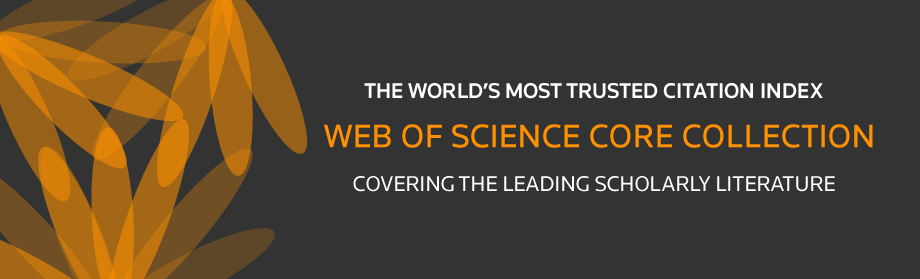 THE WORLD’S MOST TRUSTED CITATION INDEX
WEB OF SCIENCE CORE COLLECTION
COVERING THE LEADING SCHOLARLY LITERATURE